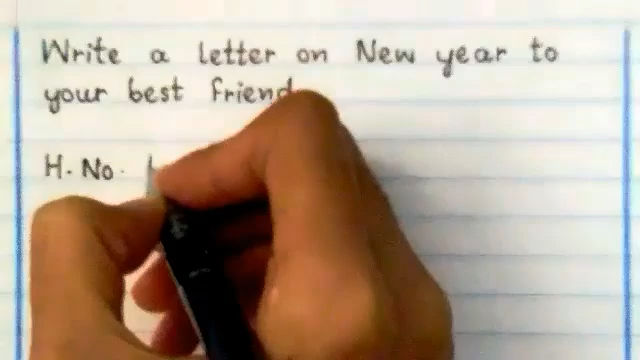 Write a letter on New year to
your best friend
H. No.